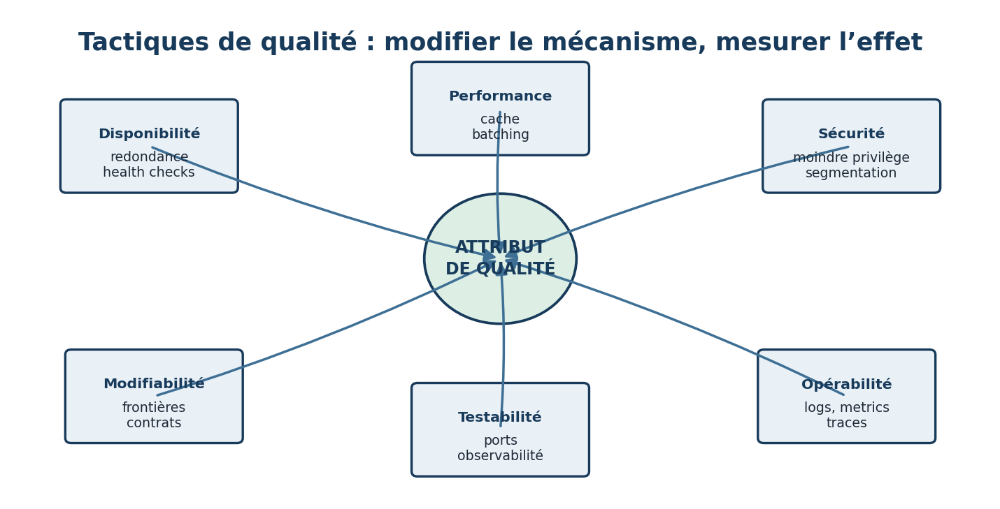 Tactiques de qualité : modifier le mécanisme, mesurer l’effet
Performance
cache
batching
Disponibilité
redondance
health checks
Sécurité
moindre privilège
segmentation
ATTRIBUT
DE QUALITÉ
Modifiabilité
frontières
contrats
Testabilité
ports
observabilité
Opérabilité
logs, metrics
traces